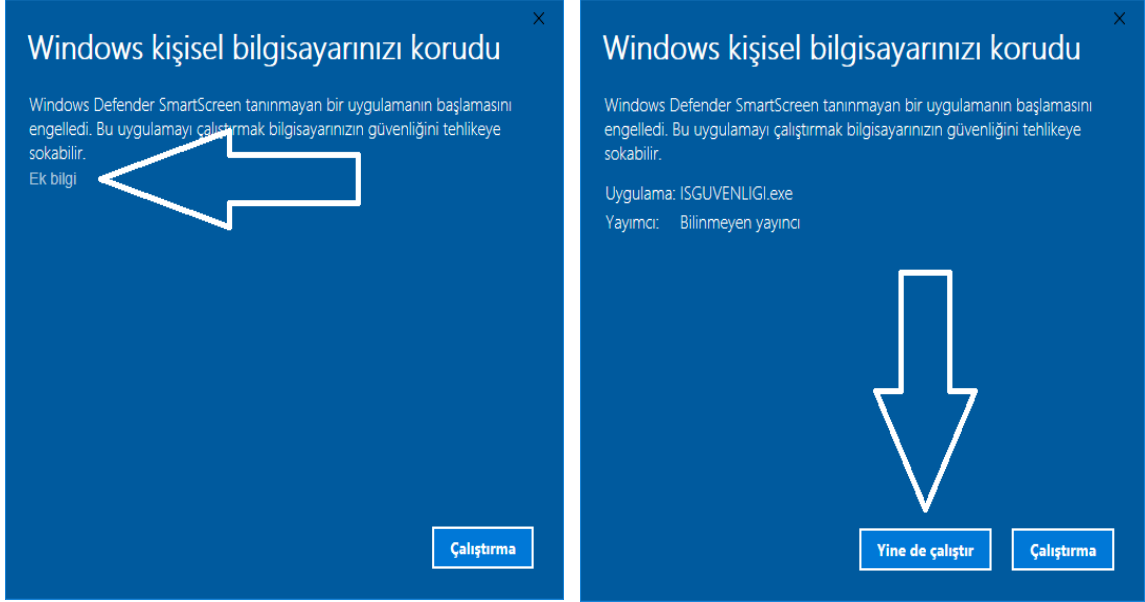 Windows kişisel bilgisayarınızı korudu
Windows Defender SmartScreen tanınmayan bir uygulamanın başlamasını
engelledi. Bu uygulamayı çalıştırmak bilgisayarınızın güvenliğini tehlikeye
sokabilir.
Ek bilgi
Çalıştırma
Windows kişisel bilgisayarınızı korudu
Windows Defender SmartScreen tanınmayan bir uygulamanın başlamasını
engelledi. Bu uygulamayı çalıştırmak bilgisayarınızın güvenliğini tehlikeye
sokabilir.
Uygulama: ISGUVENLIGI.exe
Yayımcı: Bilinmeyen yayıncı
Yine de çalıştır
Çalıştırma